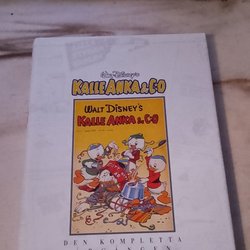 Walt Disney's
KALLE ANKA & CO
WALT DISNEY'S
KALLE ANKA & CO
DEN KOMPLETTA